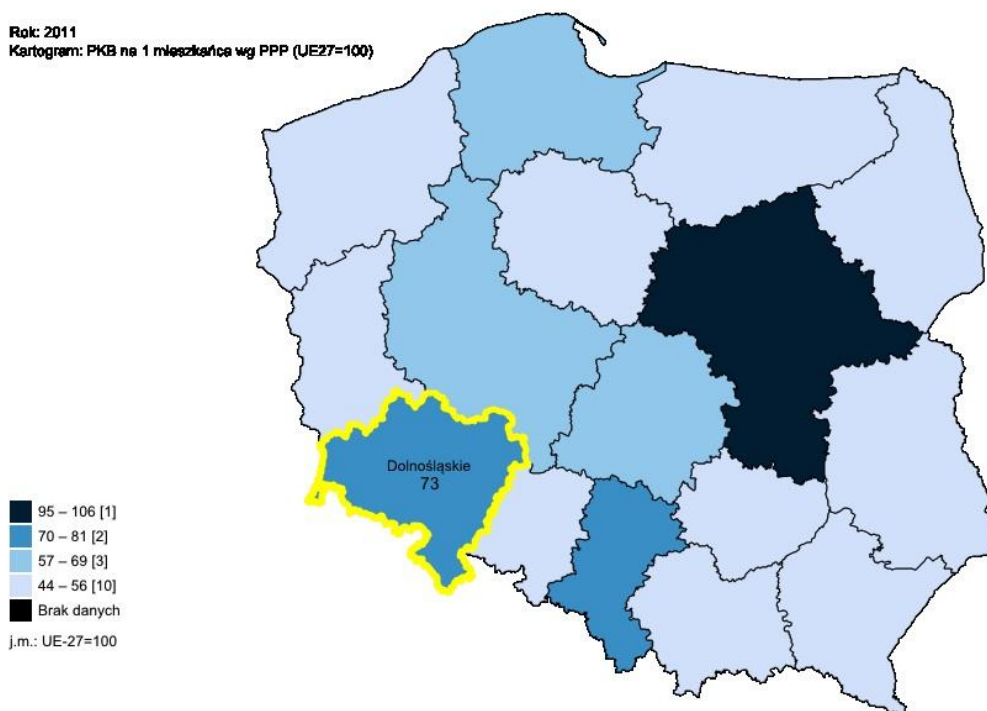 Rok: 2011
Kartogram: PKB na 1 mieszkańca wg PPP (UE27=100)
Dolnośląskie
73
95 – 106 [1]
70 – 81 [2]
57 – 69 [3]
44 – 56 [10]
Brak danych
j.m.: UE-27=100